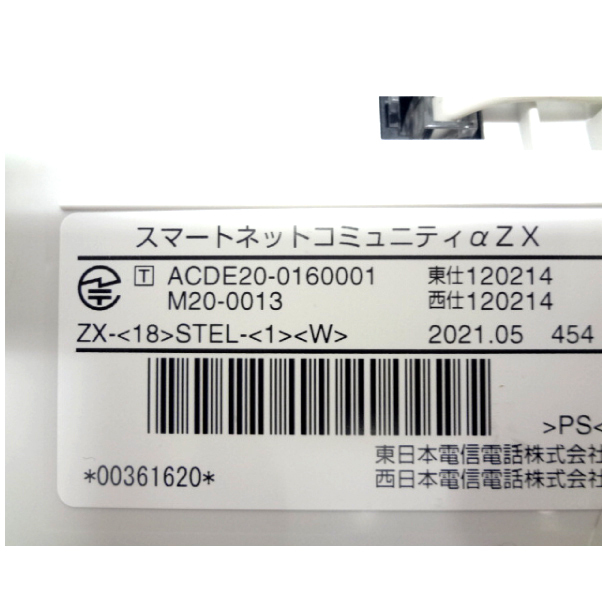 スマートネットコミュニティαZX
T ACDE20-0160001 東仕120214
M20-0013 西仕120214
ZX-<18>STEL-<1><W> 2021.05 454
>PS<
東日本電信電話株式会社
*00361620* 西日本電信電話株式会社